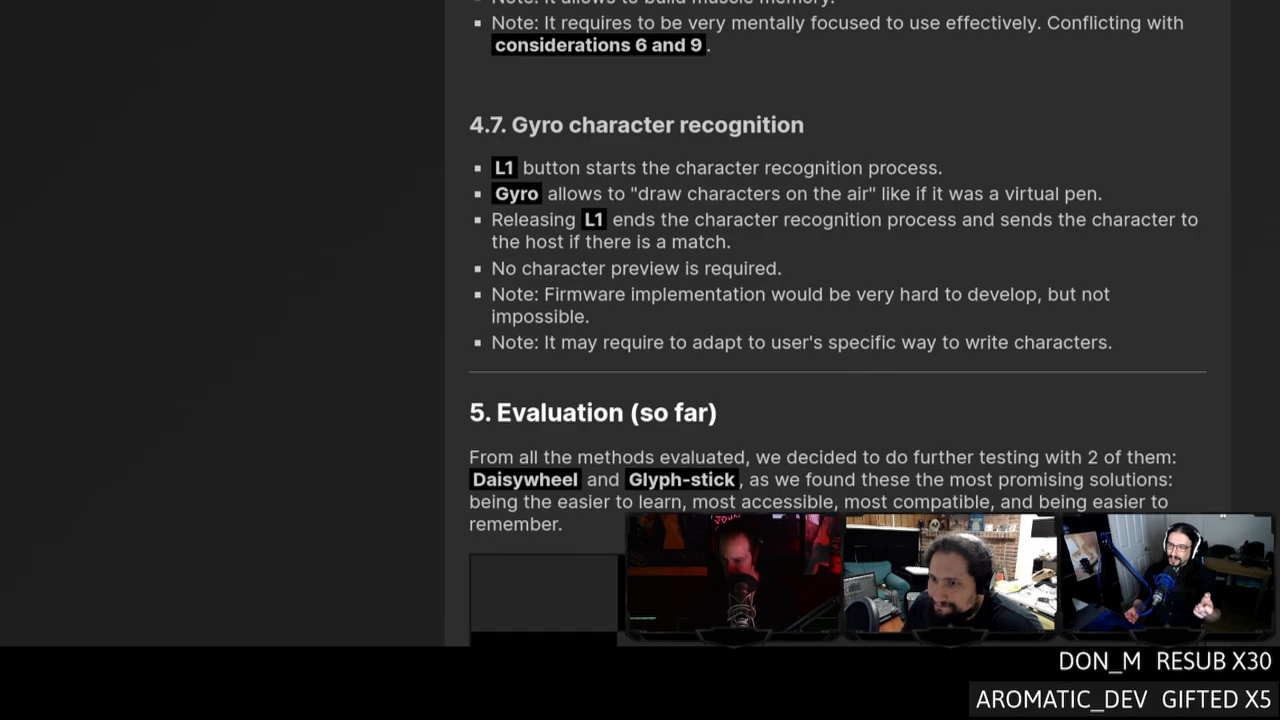 Note: It requires to be very mentally focused to use effectively. Conflicting with
considerations 6 and 9.
4.7. Gyro character recognition
L1 button starts the character recognition process.
Gyro allows to "draw characters on the air" like if it was a virtual pen.
Releasing L1 ends the character recognition process and sends the character to
the host if there is a match.
No character preview is required.
Note: Firmware implementation would be very hard to develop, but not
impossible.
Note: It may require to adapt to user's specific way to write characters.
5. Evaluation (so far)
From all the methods evaluated, we decided to do further testing with 2 of them:
Daisywheel and Glyph-stick, as we found these the most promising solutions:
being the easier to learn, most accessible, most compatible, and being easier to
remember.
DON_M RESUB X30
AROMATIC_DEV GIFTED X5